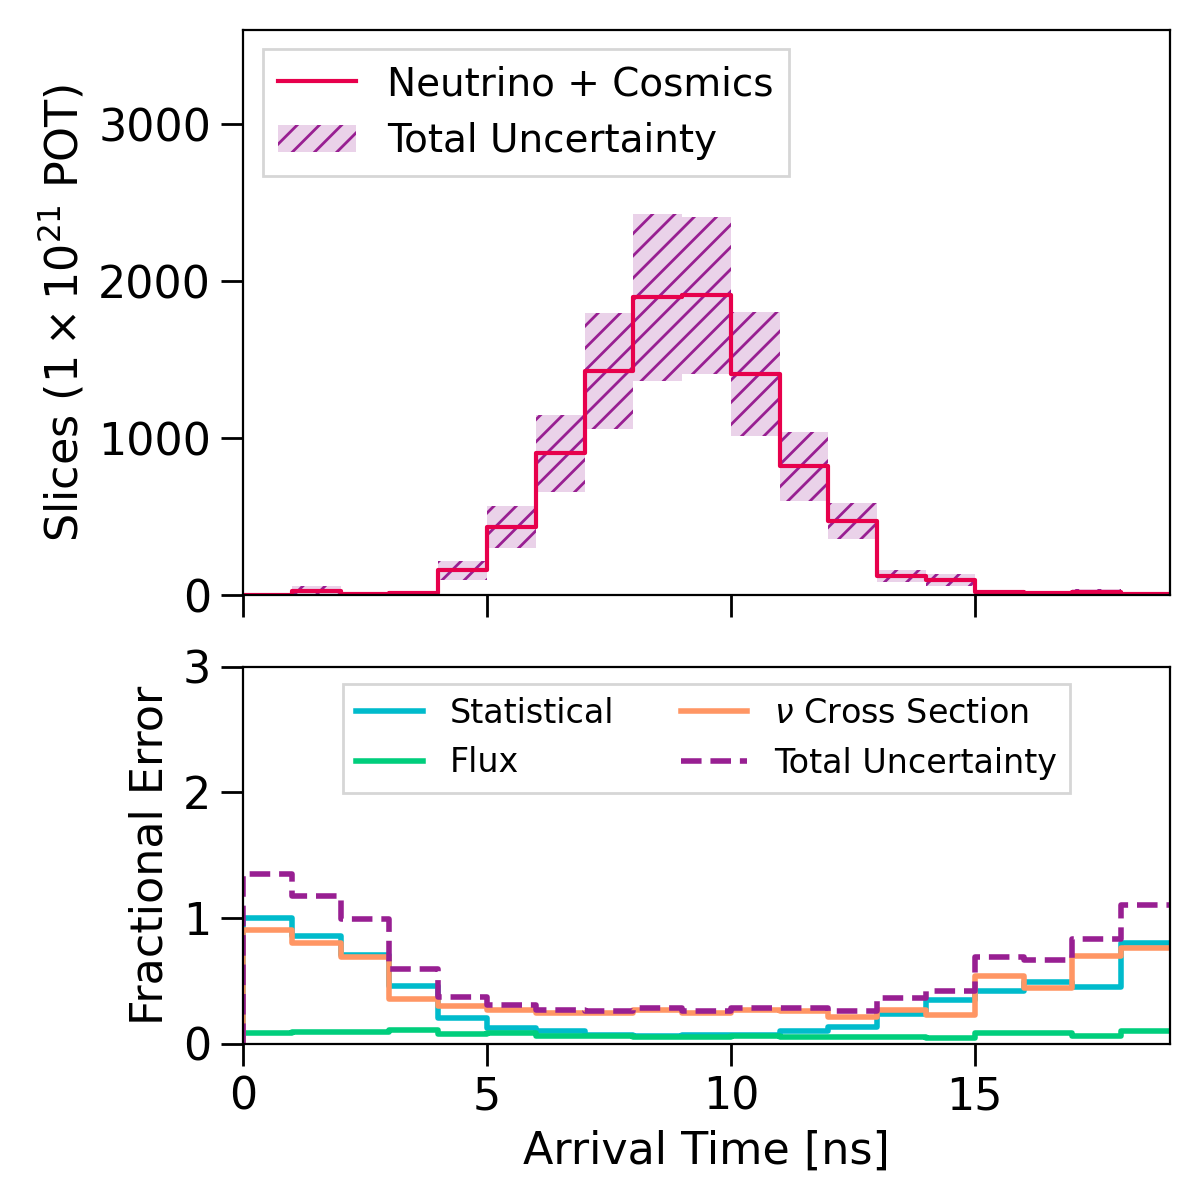 Neutrino + Cosmics
Total Uncertainty
Slices (1 × 10²¹ POT)
3000
2000
1000
0
Statistical
Flux
ν Cross Section
Total Uncertainty
Fractional Error
3
2
1
0
0 5 10 15
Arrival Time [ns]